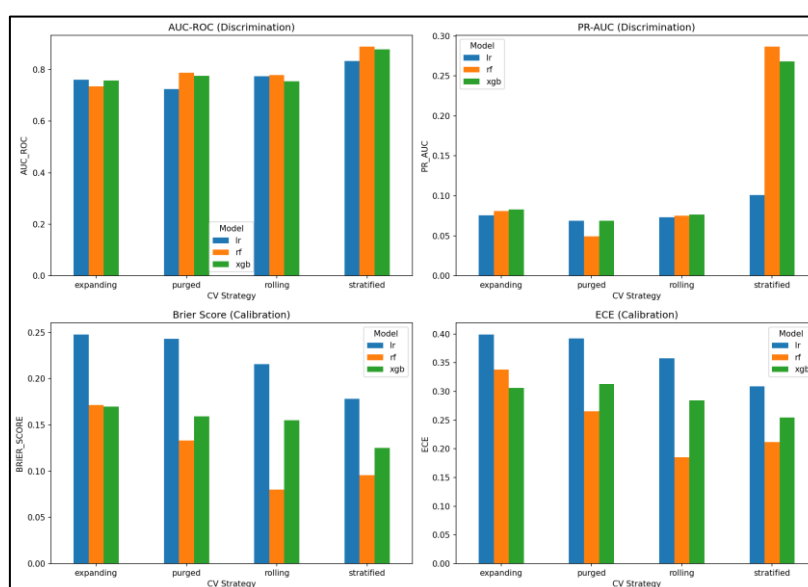 AUC-ROC (Discrimination)
AUC_ROC
0.8
0.6
0.4
0.2
0.0
Model
lr
rf
xgb
expanding
purged
rolling
stratified
CV Strategy
PR-AUC (Discrimination)
PR_AUC
0.30
0.25
0.20
0.15
0.10
0.05
0.00
Model
lr
rf
xgb
expanding
purged
rolling
stratified
CV Strategy
Brier Score (Calibration)
BRIER_SCORE
0.25
0.20
0.15
0.10
0.05
0.00
Model
lr
rf
xgb
expanding
purged
rolling
stratified
CV Strategy
ECE (Calibration)
ECE
0.40
0.35
0.30
0.25
0.20
0.15
0.10
0.05
0.00
Model
lr
rf
xgb
expanding
purged
rolling
stratified
CV Strategy